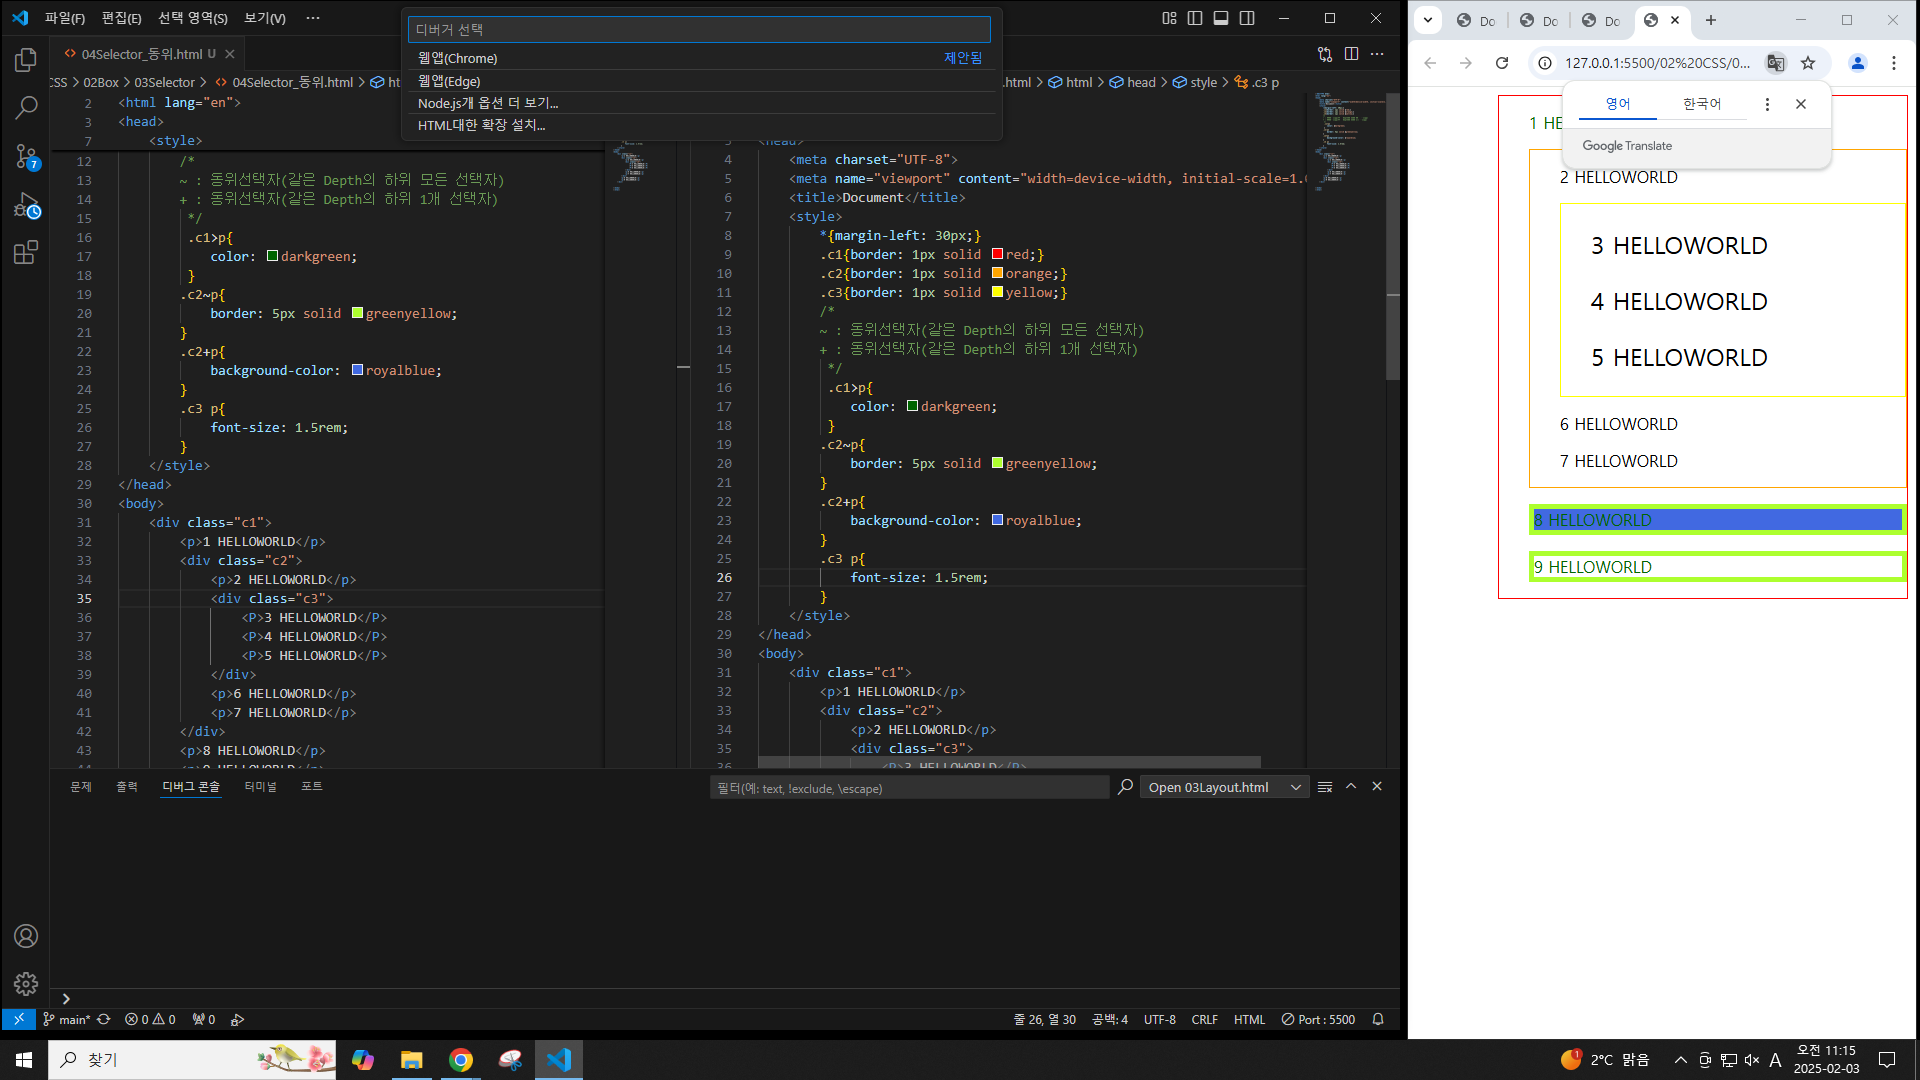 파일(F) 편집(E) 선택 영역(S) 보기(V) ···
디버거 선택
웹앱(Chrome) 제안됨
웹앱(Edge)
Node.js개 옵션 더 보기...
HTML대한 확장 설치...
04Selector_동위.html U
CSS > 02Box > 03Selector > 04Selector_동위.html
2 <html lang="en">
3 <head>
7 <style>
12 /*
13 ~ : 동위선택자(같은 Depth의 하위 모든 선택자)
14 + : 동위선택자(같은 Depth의 하위 1개 선택자)
15 */
16 .c1>p{
17 color: darkgreen;
18 }
19 .c2~p{
20 border: 5px solid greenyellow;
21 }
22 .c2+p{
23 background-color: royalblue;
24 }
25 .c3 p{
26 font-size: 1.5rem;
27 }
28 </style>
29 </head>
30 <body>
31 <div class="c1">
32 <p>1 HELLOWORLD</p>
33 <div class="c2">
34 <p>2 HELLOWORLD</p>
35 <div class="c3">
36 <P>3 HELLOWORLD</P>
37 <P>4 HELLOWORLD</P>
38 <P>5 HELLOWORLD</P>
39 </div>
40 <p>6 HELLOWORLD</p>
41 <p>7 HELLOWORLD</p>
42 </div>
43 <p>8 HELLOWORLD</p>
.html > html > head > style > .c3 p
4 <meta charset="UTF-8">
5 <meta name="viewport" content="width=device-width, initial-scale=1.0
6 <title>Document</title>
7 <style>
8 *{margin-left: 30px;}
9 .c1{border: 1px solid red;}
10 .c2{border: 1px solid orange;}
11 .c3{border: 1px solid yellow;}
12 /*
13 ~ : 동위선택자(같은 Depth의 하위 모든 선택자)
14 + : 동위선택자(같은 Depth의 하위 1개 선택자)
15 */
16 .c1>p{
17 color: darkgreen;
18 }
19 .c2~p{
20 border: 5px solid greenyellow;
21 }
22 .c2+p{
23 background-color: royalblue;
24 }
25 .c3 p{
26 font-size: 1.5rem;
27 }
28 </style>
29 </head>
30 <body>
31 <div class="c1">
32 <p>1 HELLOWORLD</p>
33 <div class="c2">
34 <p>2 HELLOWORLD</p>
35 <div class="c3">
36 <P>3 HELLOWORLD</P>
문제 출력 디버그 콘솔 터미널 포트
필터(예: text, !exclude, \escape)
Open 03Layout.html
7
main* 0 0 0
줄 26, 열 30 공백: 4 UTF-8 CRLF HTML Port : 5500
Do Do Do
127.0.0.1:5500/02%20CSS/0...
영어 한국어
Google Translate
1 HE
2 HELLOWORLD
3 HELLOWORLD
4 HELLOWORLD
5 HELLOWORLD
6 HELLOWORLD
7 HELLOWORLD
8 HELLOWORLD
9 HELLOWORLD
찾기
1
2°C 맑음
A
오전 11:15
2025-02-03